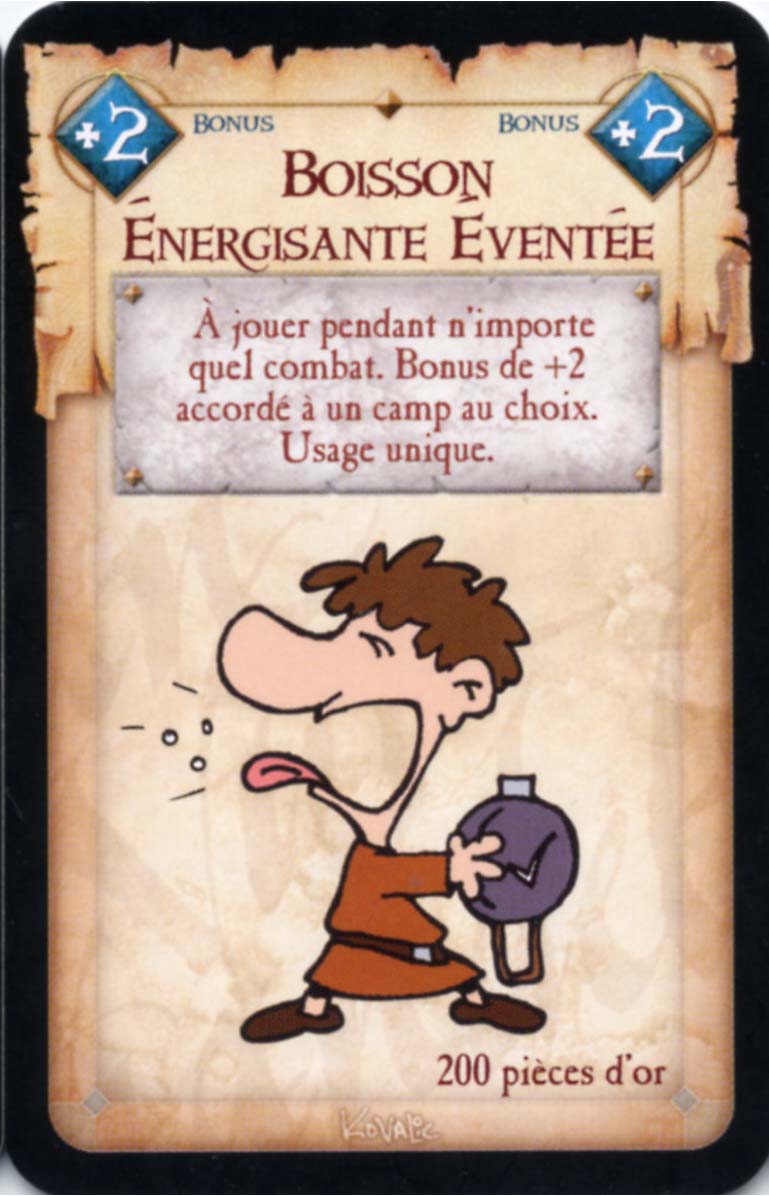 +2 BONUS BONUS +2
BOISSON
ÉNERGISANTE ÉVENTÉE
À jouer pendant n'importe
quel combat. Bonus de +2
accordé à un camp au choix.
Usage unique.
200 pièces d'or
KOVALIC